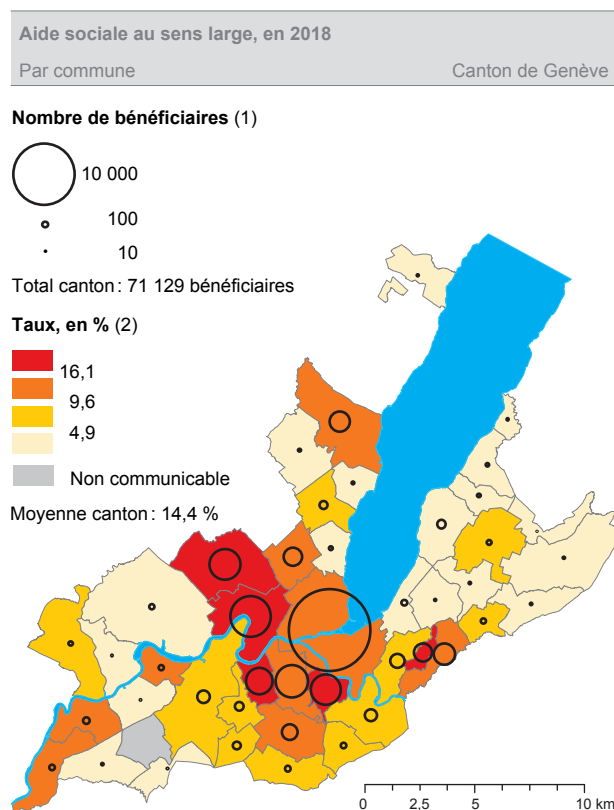 Aide sociale au sens large, en 2018
Par commune Canton de Genève
Nombre de bénéficiaires (1)
10 000
100
10
Total canton : 71 129 bénéficiaires
Taux, en % (2)
16,1
9,6
4,9
Non communicable
Moyenne canton : 14,4 %
0 2,5 5 10 km